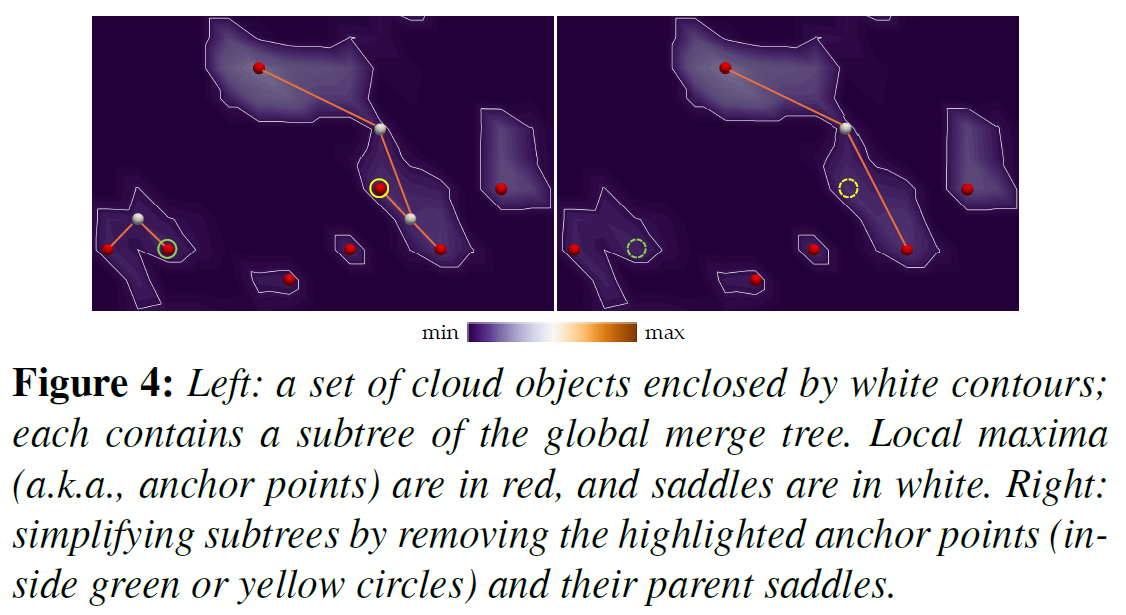 min max
Figure 4: Left: a set of cloud objects enclosed by white contours;
each contains a subtree of the global merge tree. Local maxima
(a.k.a., anchor points) are in red, and saddles are in white. Right:
simplifying subtrees by removing the highlighted anchor points (in-
side green or yellow circles) and their parent saddles.